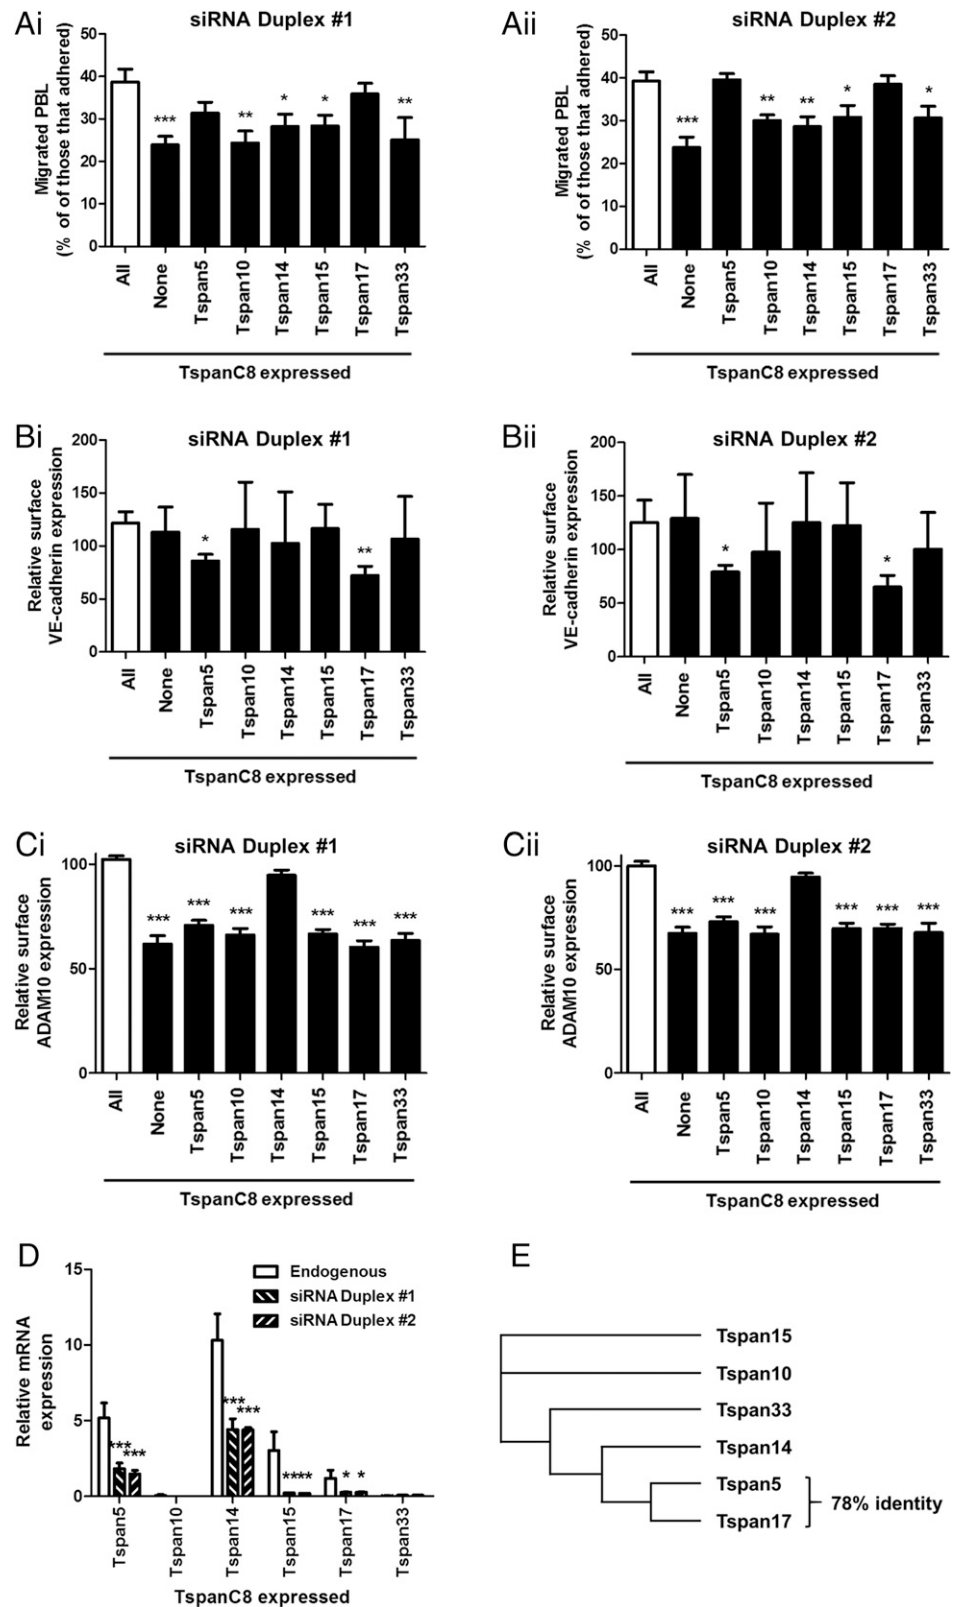 Ai
siRNA Duplex #1
Migrated PBL
(% of of those that adhered)
50
40
30
20
10
0
*** ** * * **
All None Tspan5 Tspan10 Tspan14 Tspan15 Tspan17 Tspan33
TspanC8 expressed
Aii
siRNA Duplex #2
Migrated PBL
(% of of those that adhered)
50
40
30
20
10
0
*** ** ** * *
All None Tspan5 Tspan10 Tspan14 Tspan15 Tspan17 Tspan33
TspanC8 expressed
Bi
siRNA Duplex #1
Relative surface
VE-cadherin expression
200
150
100
50
0
* **
All None Tspan5 Tspan10 Tspan14 Tspan15 Tspan17 Tspan33
TspanC8 expressed
Bii
siRNA Duplex #2
Relative surface
VE-cadherin expression
200
150
100
50
0
* *
All None Tspan5 Tspan10 Tspan14 Tspan15 Tspan17 Tspan33
TspanC8 expressed
Ci
siRNA Duplex #1
Relative surface
ADAM10 expression
100
50
0
*** *** *** *** *** ***
All None Tspan5 Tspan10 Tspan14 Tspan15 Tspan17 Tspan33
TspanC8 expressed
Cii
siRNA Duplex #2
Relative surface
ADAM10 expression
100
50
0
*** *** *** *** *** ***
All None Tspan5 Tspan10 Tspan14 Tspan15 Tspan17 Tspan33
TspanC8 expressed
D
Relative mRNA
expression
15
10
5
0
Endogenous
siRNA Duplex #1
siRNA Duplex #2
*** *** *** *** **** * *
Tspan5 Tspan10 Tspan14 Tspan15 Tspan17 Tspan33
TspanC8 expressed
E
Tspan15
Tspan10
Tspan33
Tspan14
Tspan5
Tspan17
78% identity